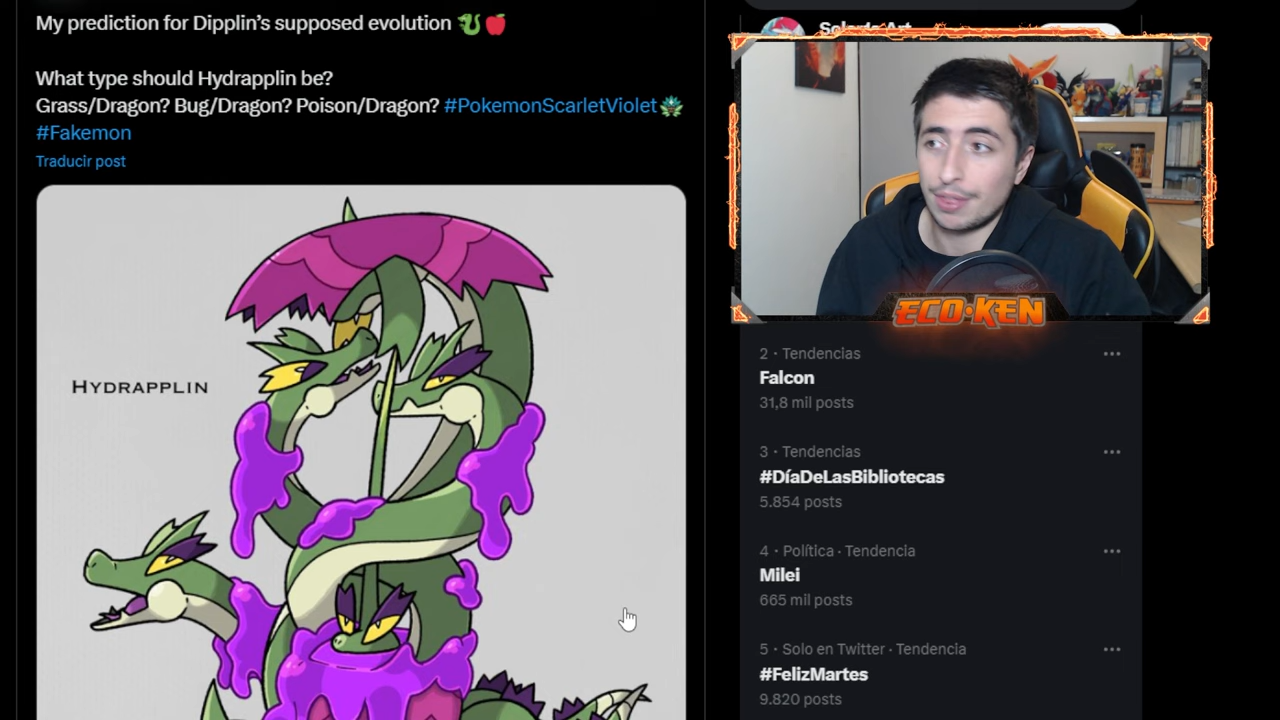 My prediction for Dipplin's supposed evolution
What type should Hydrapplin be?
Grass/Dragon? Bug/Dragon? Poison/Dragon? #PokemonScarletViolet
#Fakemon
Traducir post
HYDRAPPLIN
ECO·KEN
2 · Tendencias
Falcon
31,8 mil posts
3 · Tendencias
#DíaDeLasBibliotecas
5.854 posts
4 · Política · Tendencia
Milei
665 mil posts
5 · Solo en Twitter · Tendencia
#FelizMartes
9.820 posts